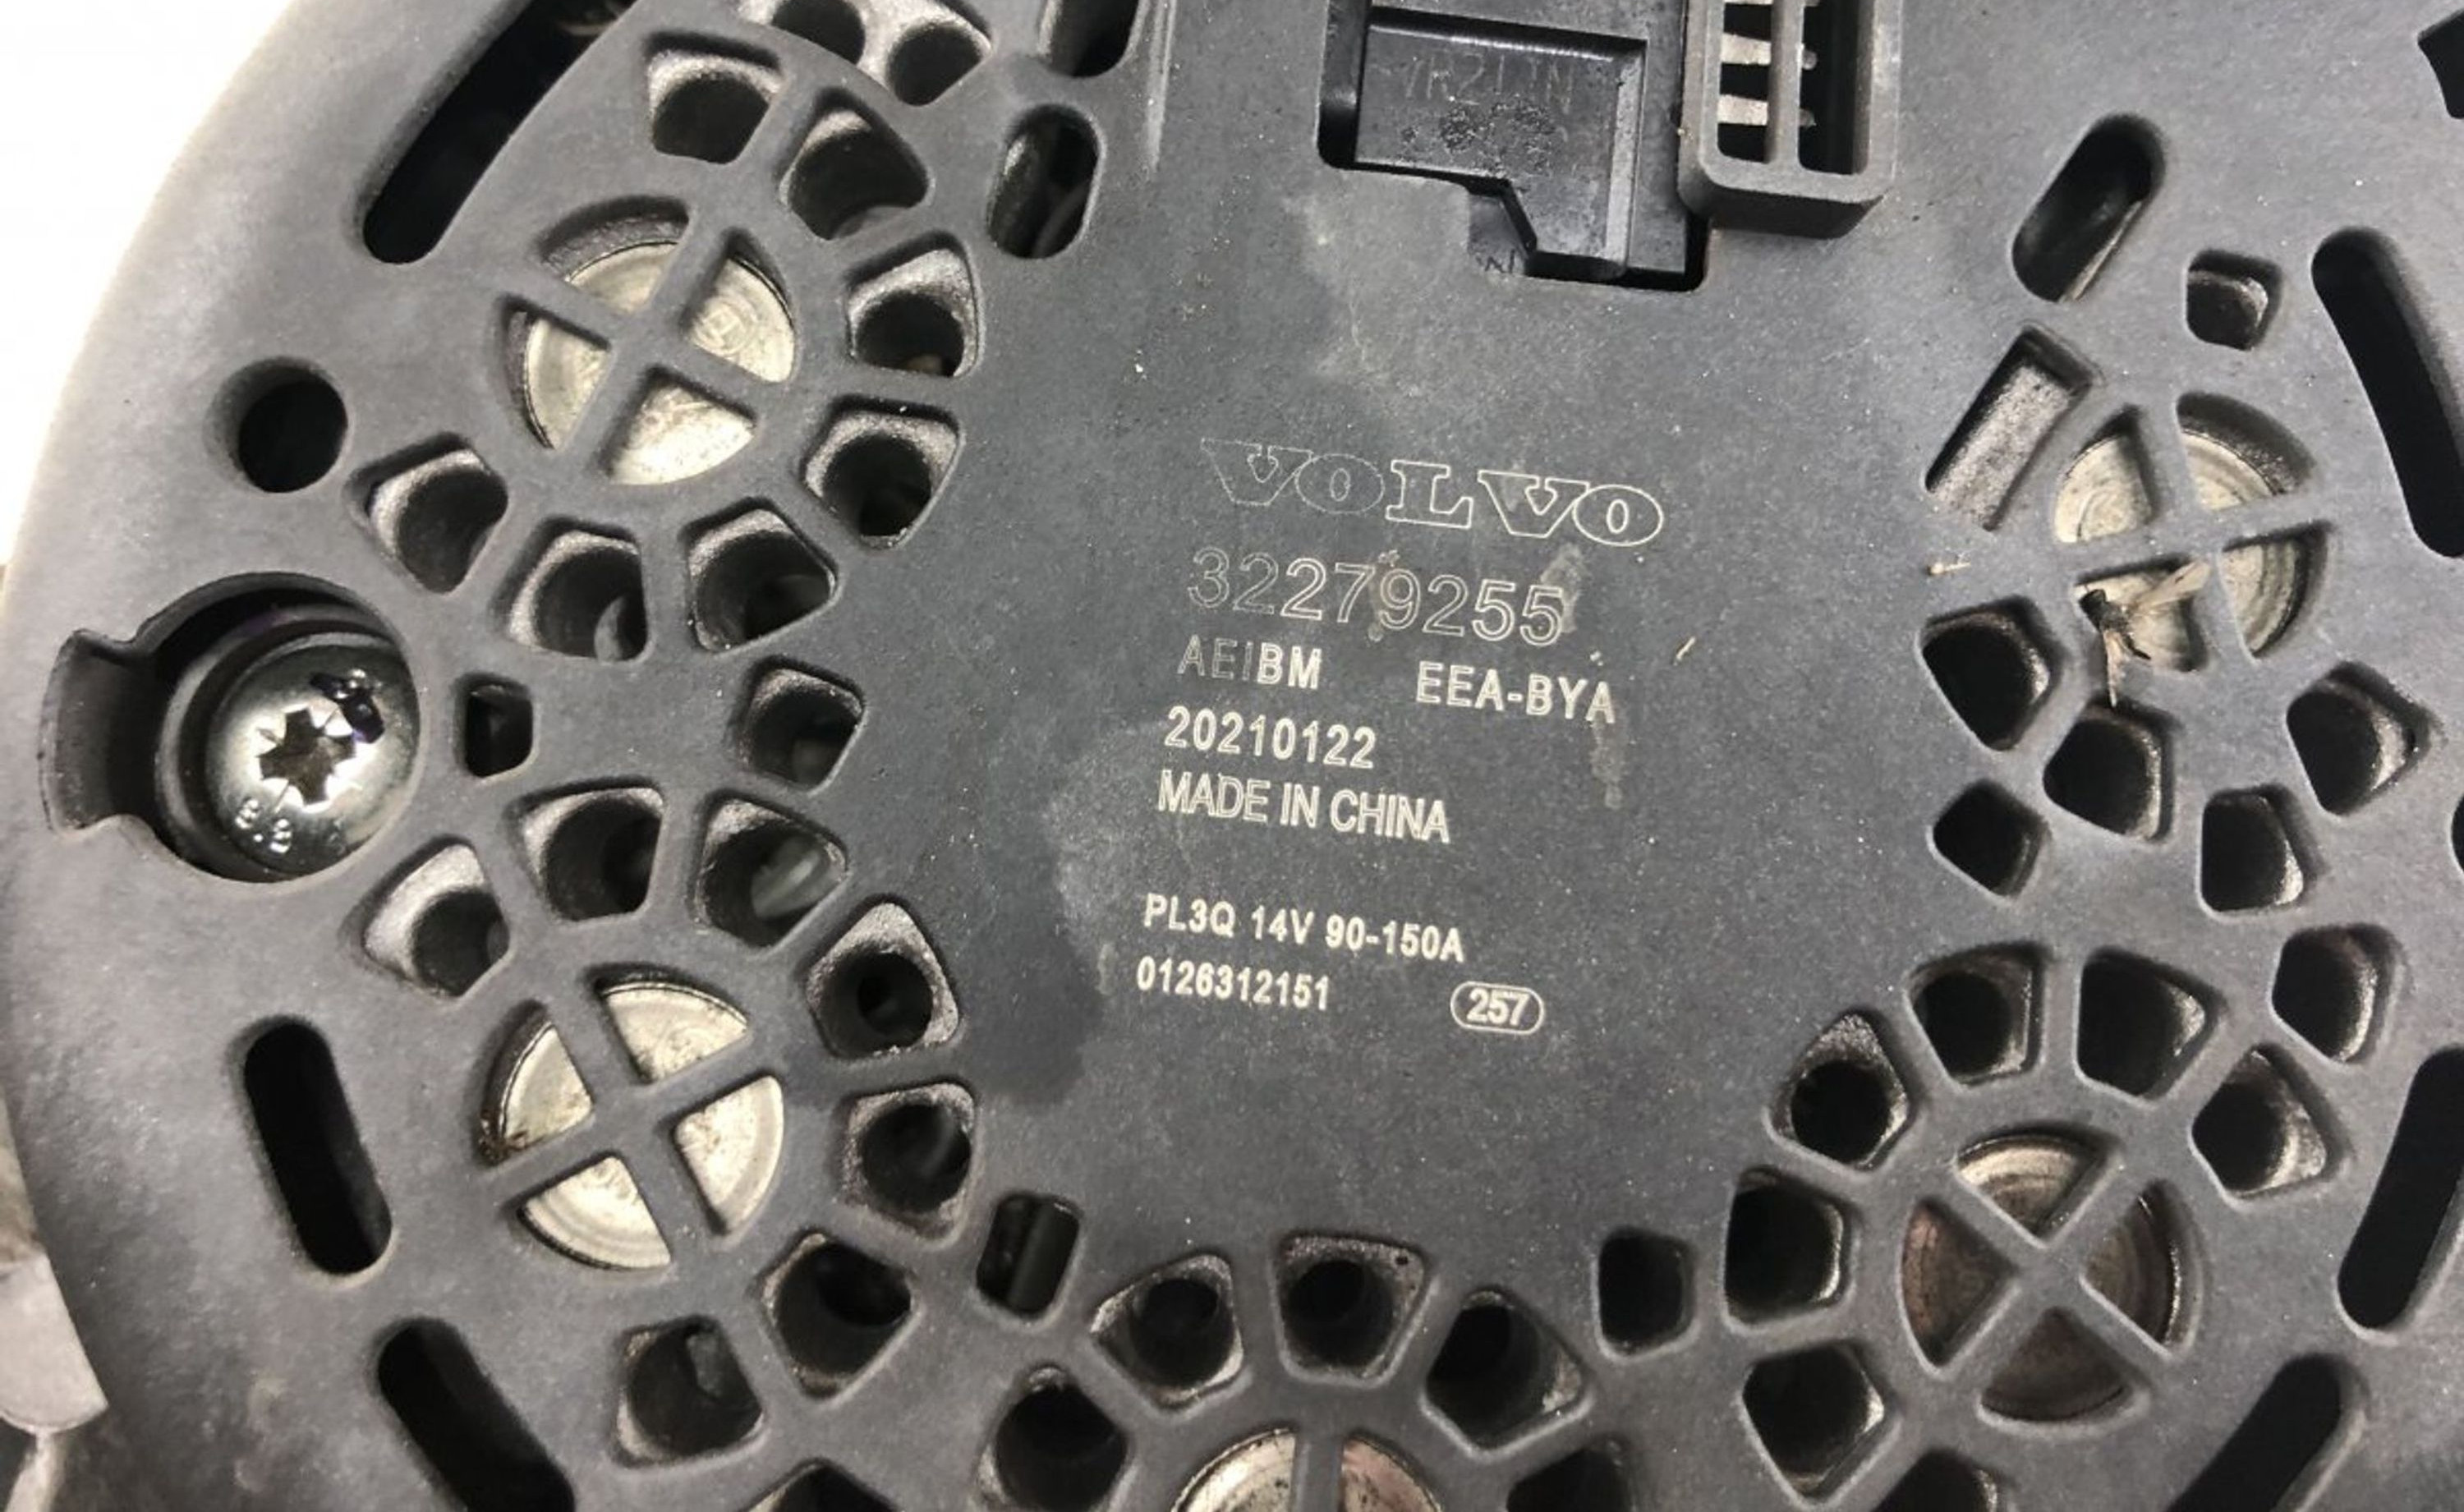 VOLVO
32279255
AEIBM EEA-BYA
20210122
MADE IN CHINA
PL3Q 14V 90-150A
0126312151 257